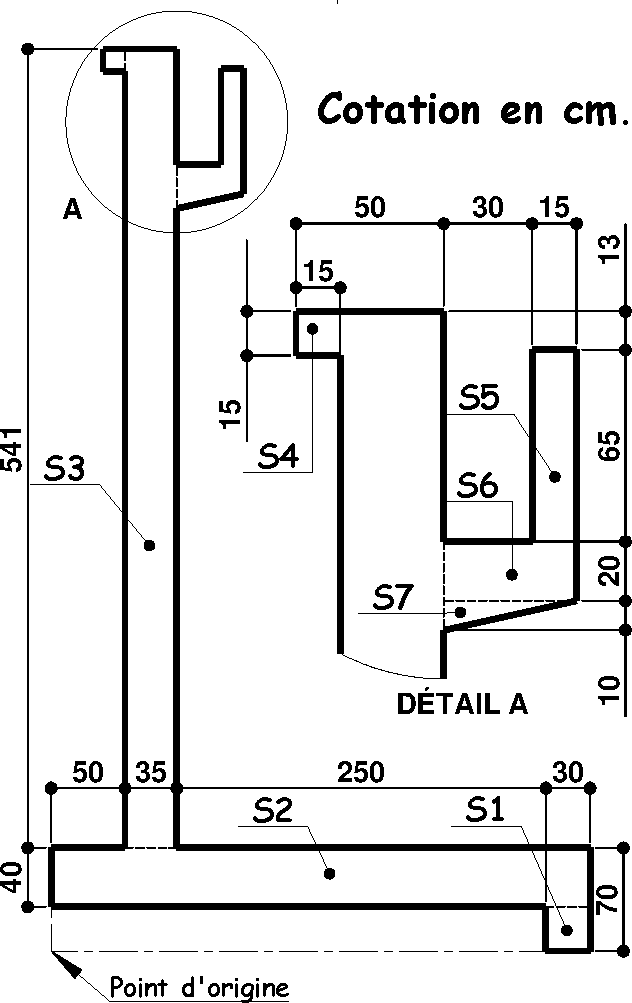 Cotation en cm.
A
50
30
15
13
15
15
S5
65
S4
541
S3
S6
20
S7
10
DÉTAIL A
50
35
250
30
S2
S1
40
70
Point d'origine